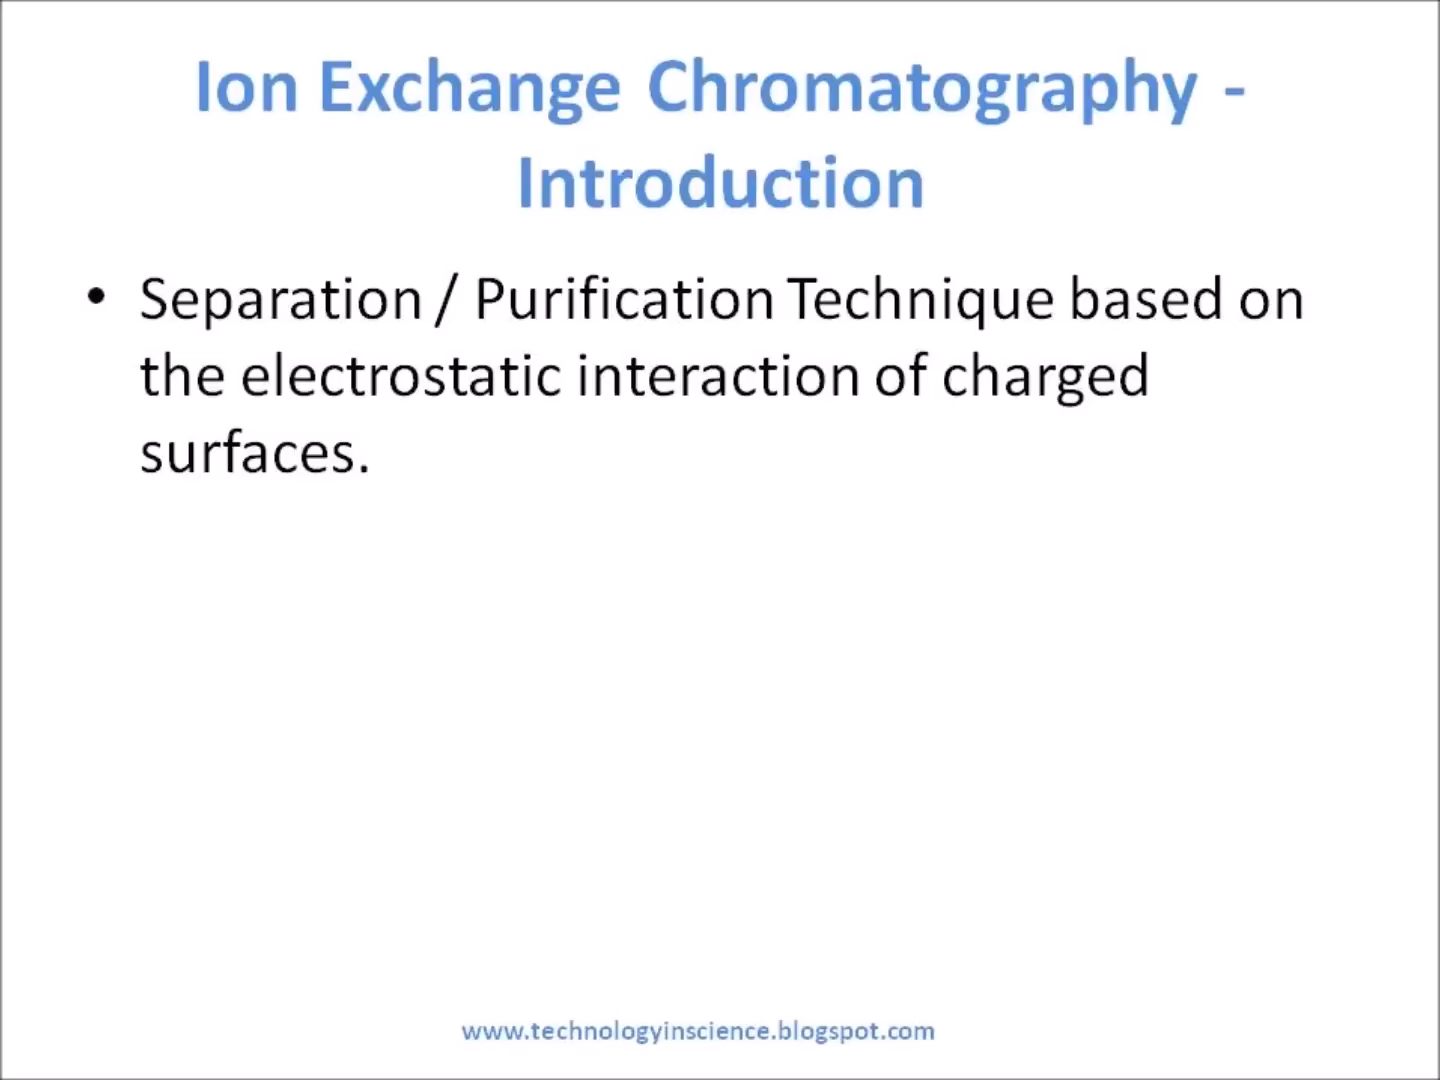 Ion Exchange Chromatography -
Introduction
• Separation / Purification Technique based on
the electrostatic interaction of charged
surfaces.
www.technologyinscience.blogspot.com